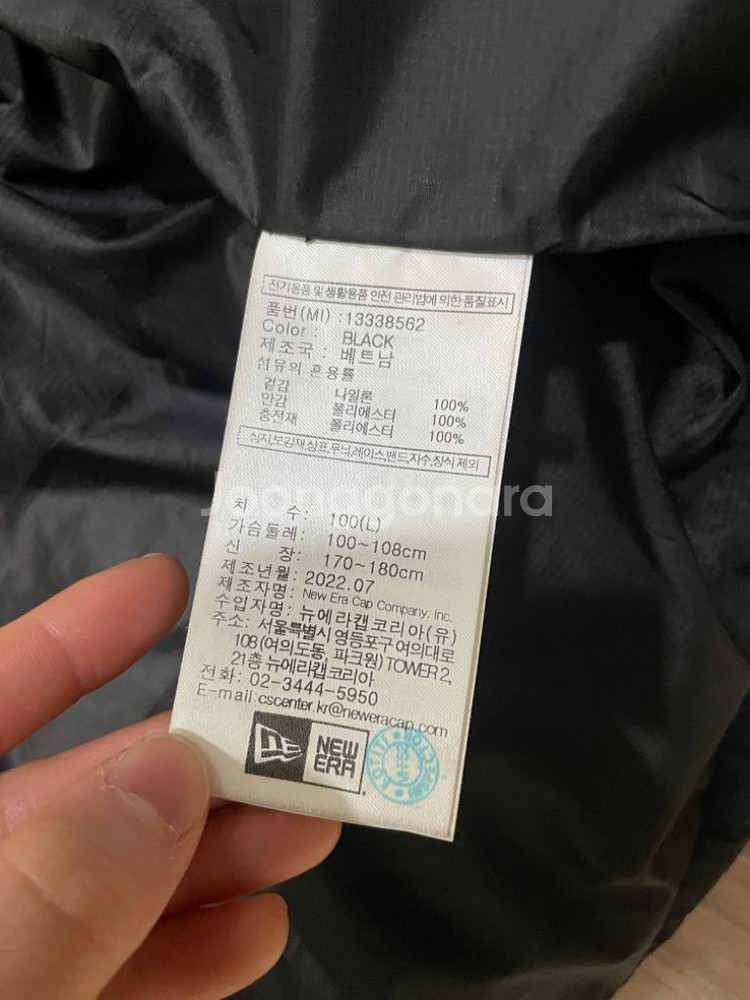 전기용품 및 생활용품 안전 관리법에 의한 품질표시
품번(MI) : 13338562
Color : BLACK
제조국 : 베트남
섬유의 혼용률
겉감 나일론 100%
안감 폴리에스터 100%
충전재 폴리에스터 100%
심지,보강재,상표,무늬,레이스,밴드,자수,장식 제외
Joonagonara
치 수: 100(L)
가슴둘레: 100~108cm
신 장: 170~180cm
제조년월: 2022.07
제조자명: New Era Cap Company, Inc.
수입자명: 뉴에라캡코리아(유)
주소: 서울특별시 영등포구 여의대로
108 (여의도동, 파크원) TOWER 2,
21층 뉴에라캡코리아
전화: 02-3444-5950
E-mail:cscenter.kr@neweracap.com
NE
NEW
ERA